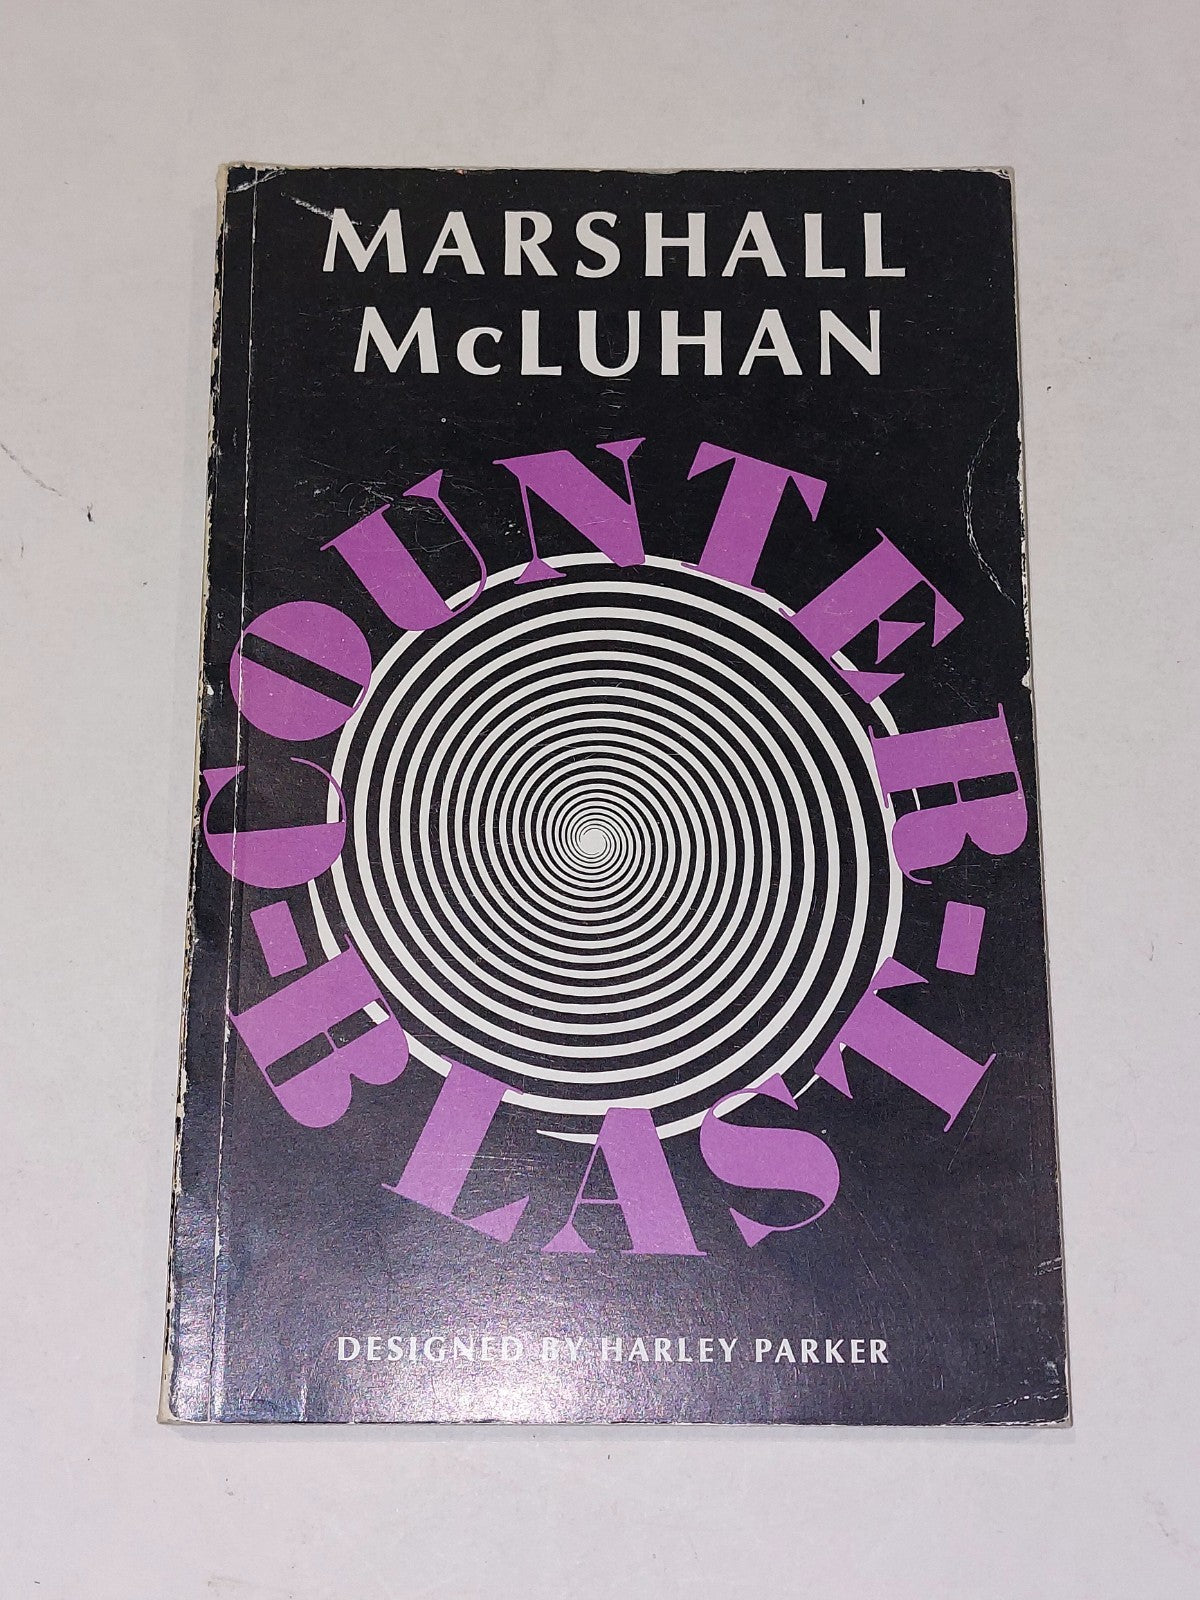 MARSHALL
McLUHAN
COUNTER-
BLAST-
DESIGNED BY HARLEY PARKER